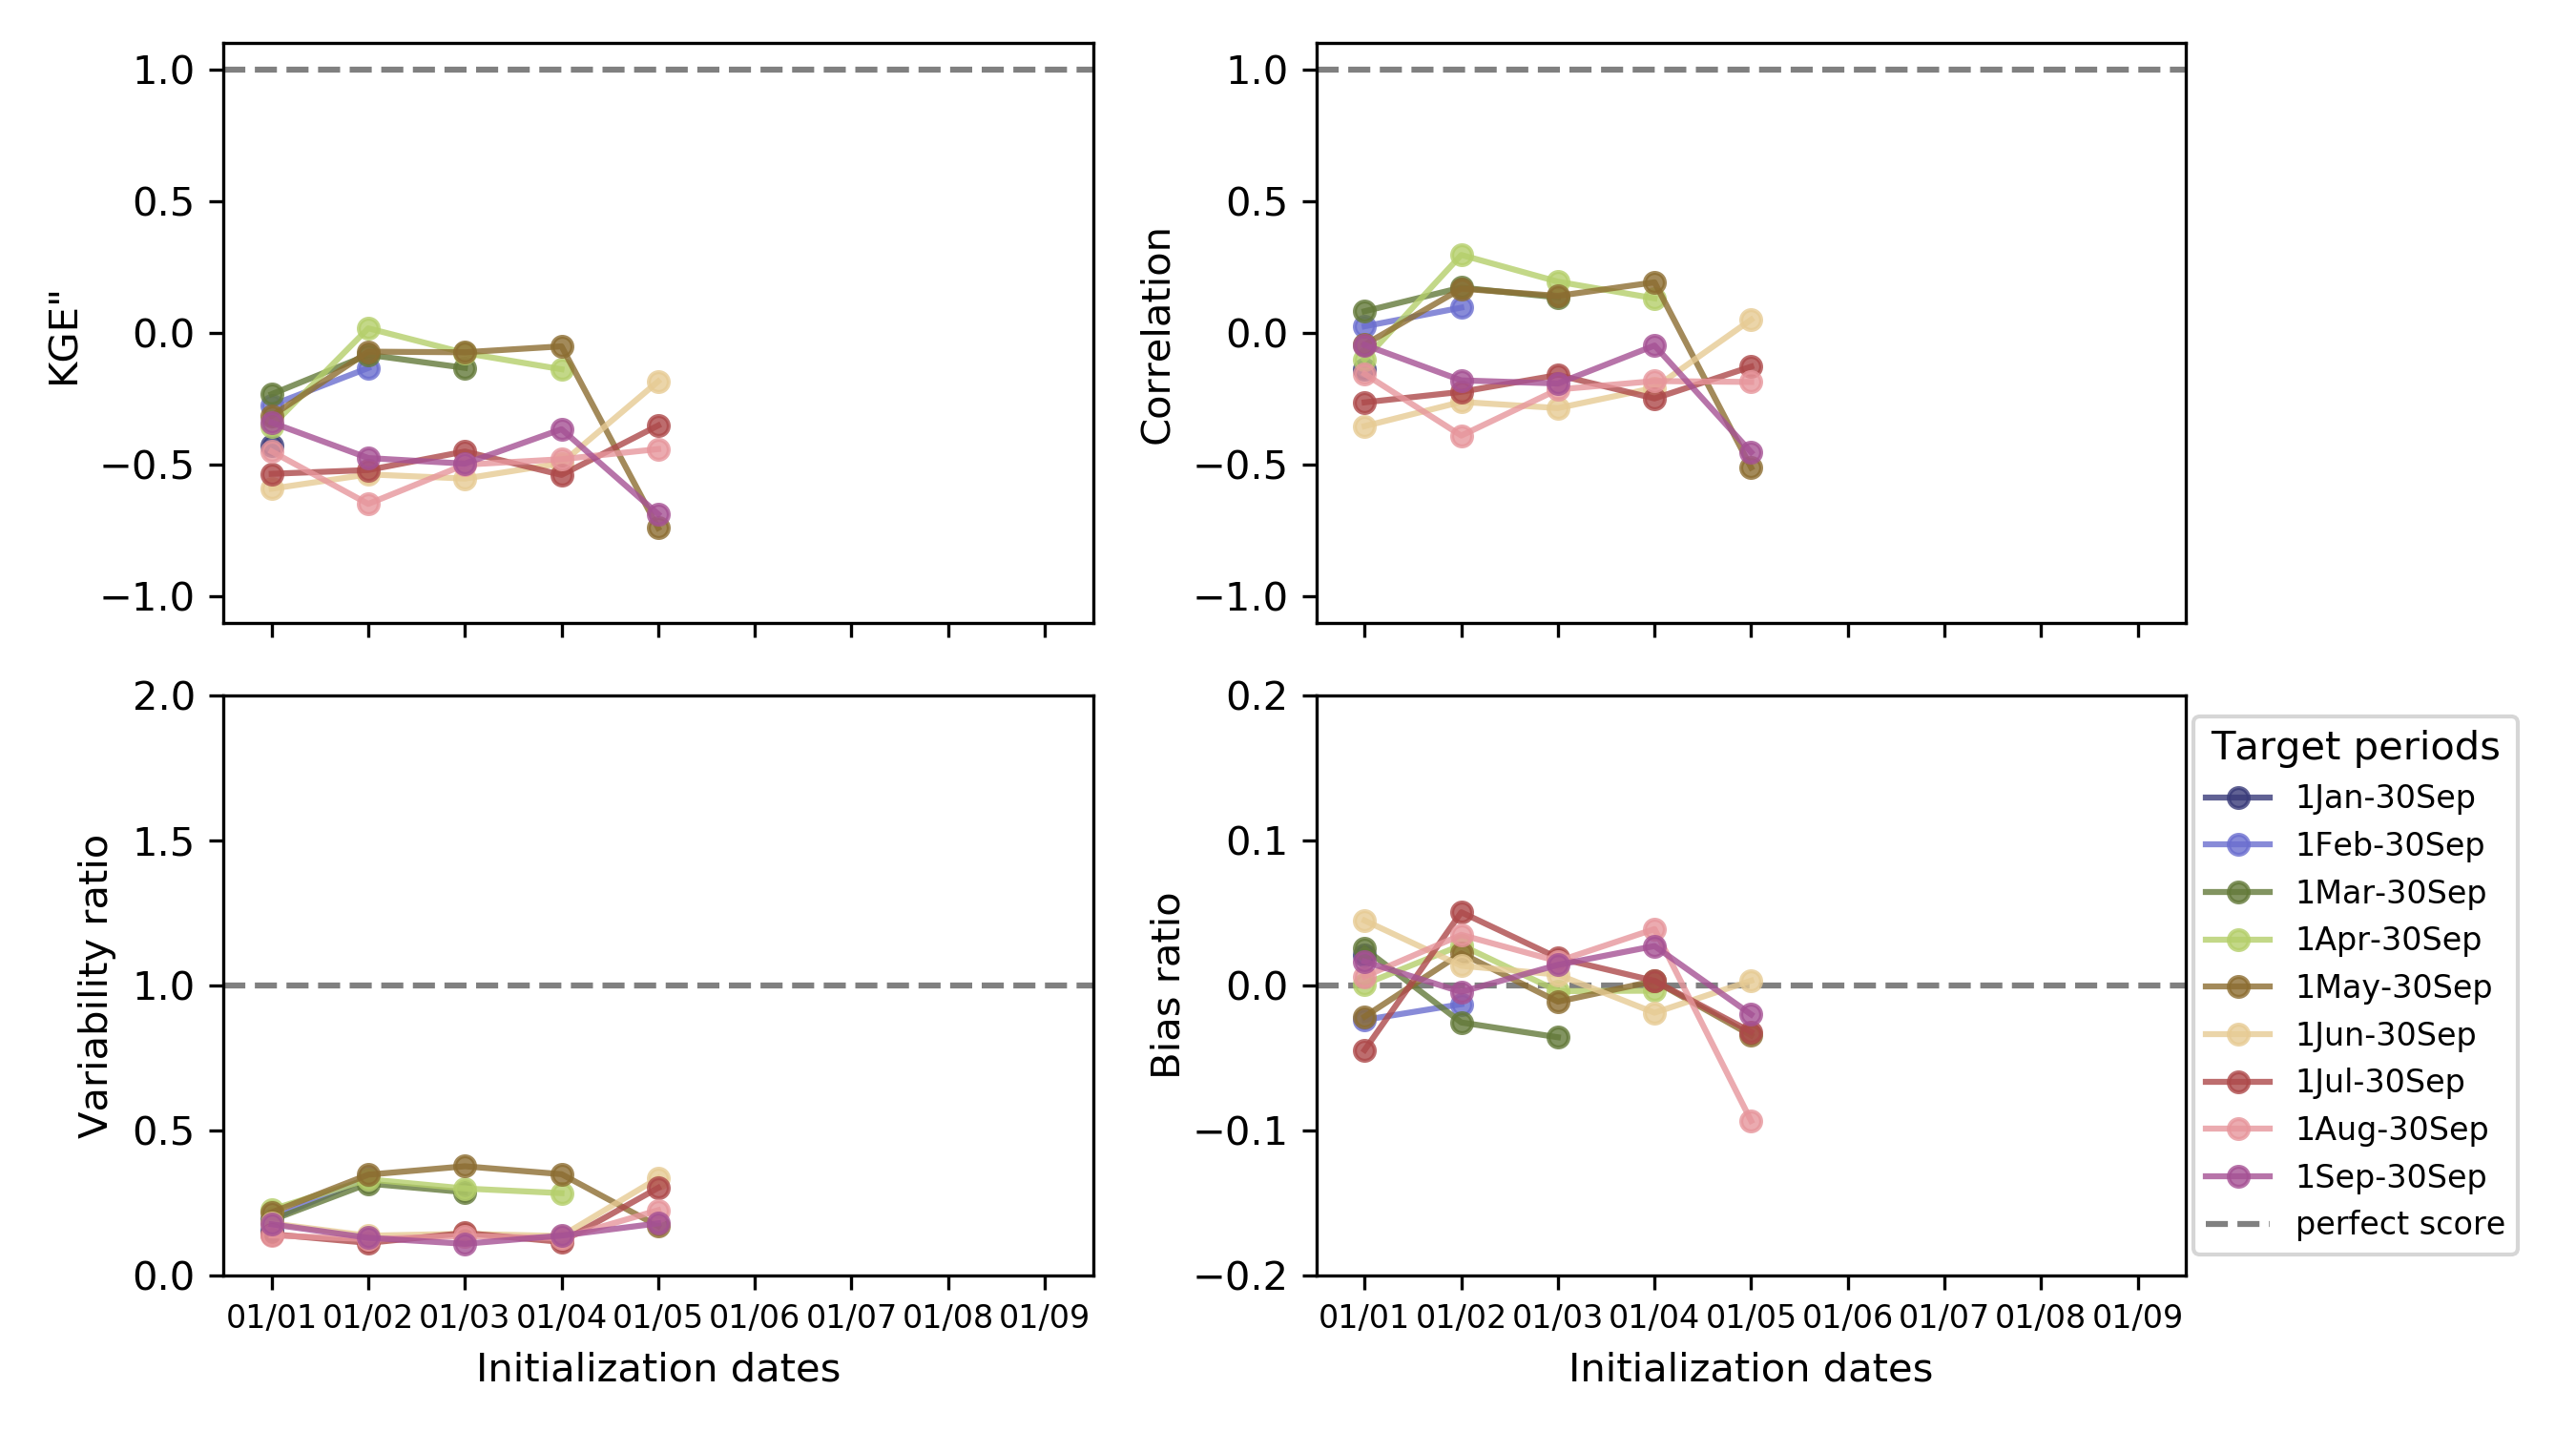 KGE"
1.0
0.5
0.0
−0.5
−1.0
Correlation
1.0
0.5
0.0
−0.5
−1.0
Variability ratio
2.0
1.5
1.0
0.5
0.0
01/01 01/02 01/03 01/04 01/05 01/06 01/07 01/08 01/09
Initialization dates
Bias ratio
0.2
0.1
0.0
−0.1
−0.2
01/01 01/02 01/03 01/04 01/05 01/06 01/07 01/08 01/09
Initialization dates
Target periods
1Jan-30Sep
1Feb-30Sep
1Mar-30Sep
1Apr-30Sep
1May-30Sep
1Jun-30Sep
1Jul-30Sep
1Aug-30Sep
1Sep-30Sep
perfect score